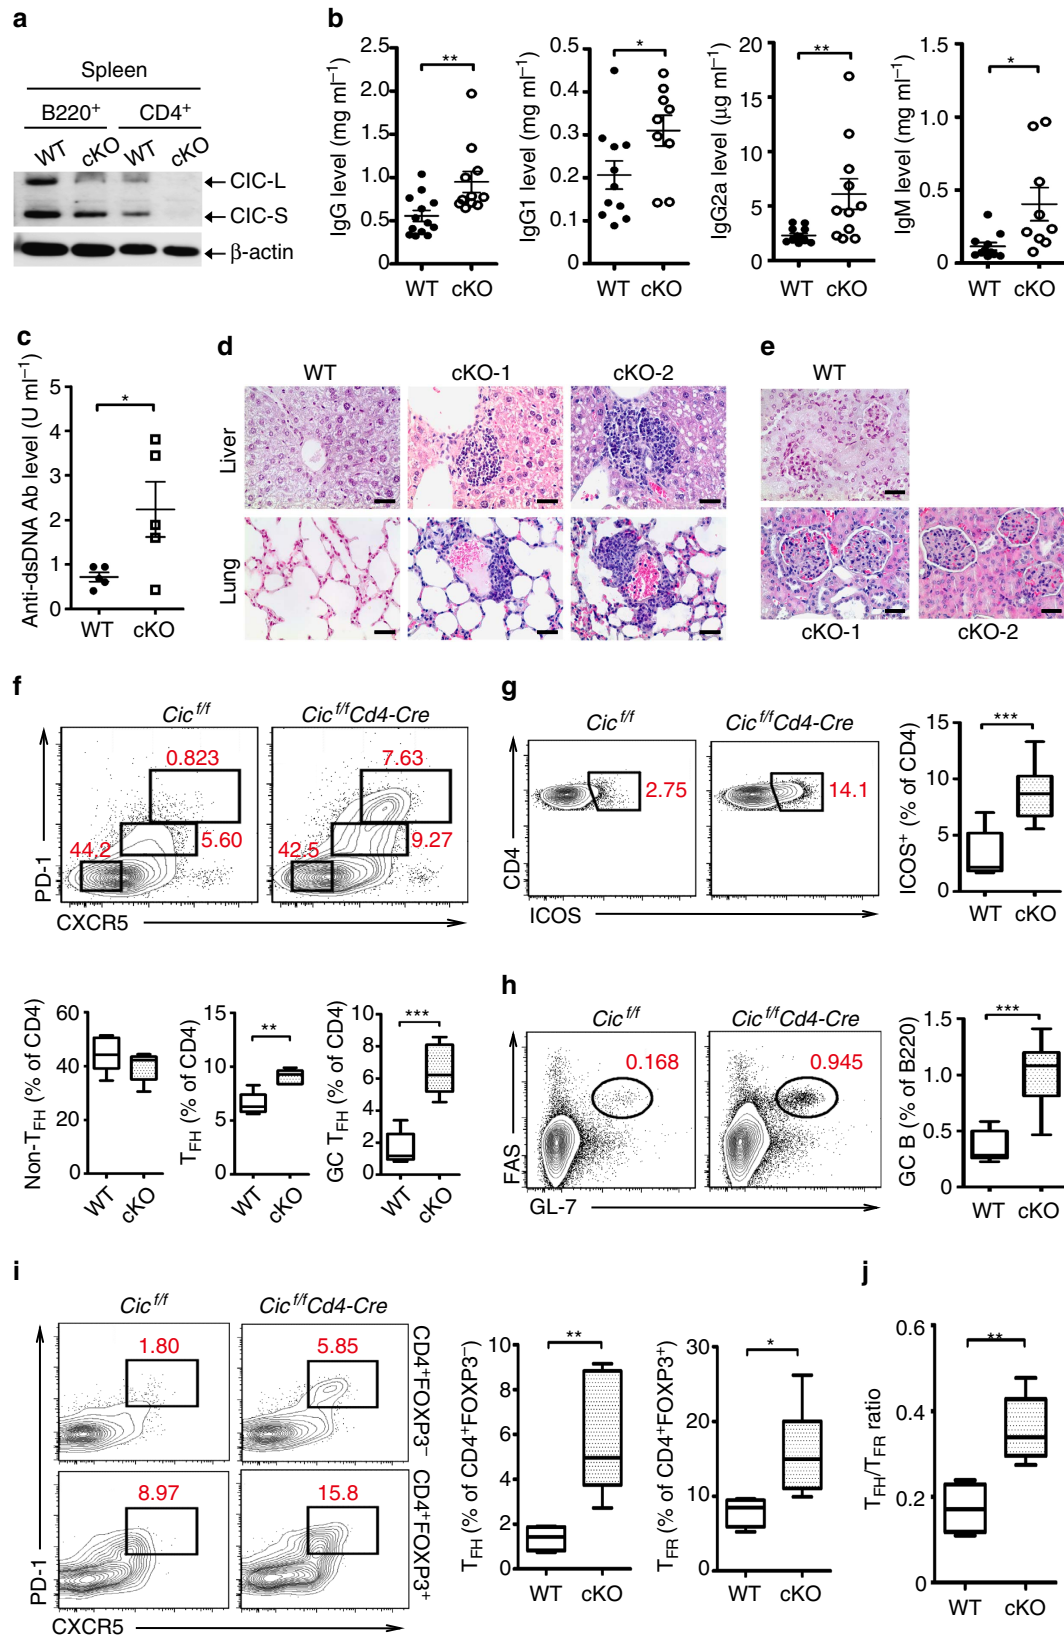 a
Spleen
B220+ CD4+
WT cKO WT cKO
CIC-L
CIC-S
β-actin
b
IgG level (mg ml−1)
2.5
2.0
1.5
1.0
0.5
0
**
WT cKO
IgG1 level (mg ml−1)
0.5
0.4
0.3
0.2
0.1
0
*
WT cKO
IgG2a level (μg ml−1)
20
15
10
5
0
**
WT cKO
IgM level (mg ml−1)
1.5
1.0
0.5
0
*
WT cKO
c
Anti-dsDNA Ab level (U ml−1)
5
4
3
2
1
0
*
WT cKO
d
WT cKO-1 cKO-2
Liver
Lung
e
WT
cKO-1 cKO-2
f
Cic f/f Cic f/f Cd4-Cre
0.823 7.63
5.60 9.27
44.2 42.5
PD-1
CXCR5
Non-TFH (% of CD4)
60
40
20
0
WT cKO
TFH (% of CD4)
15
10
5
0
**
WT cKO
GC TFH (% of CD4)
10
8
6
4
2
0
***
WT cKO
g
Cic f/f Cic f/f Cd4-Cre
2.75 14.1
CD4
ICOS
ICOS+ (% of CD4)
15
10
5
0
***
WT cKO
h
Cic f/f Cic f/f Cd4-Cre
0.168 0.945
FAS
GL-7
GC B (% of B220)
1.5
1.0
0.5
0
***
WT cKO
i
Cic f/f Cic f/f Cd4-Cre
1.80 5.85
CD4+FOXP3−
8.97 15.8
CD4+FOXP3+
PD-1
CXCR5
TFH (% of CD4+FOXP3−)
10
8
6
4
2
0
**
WT cKO
TFR (% of CD4+FOXP3+)
30
20
10
0
*
WT cKO
j
TFH/TFR ratio
0.6
0.4
0.2
0
**
WT cKO